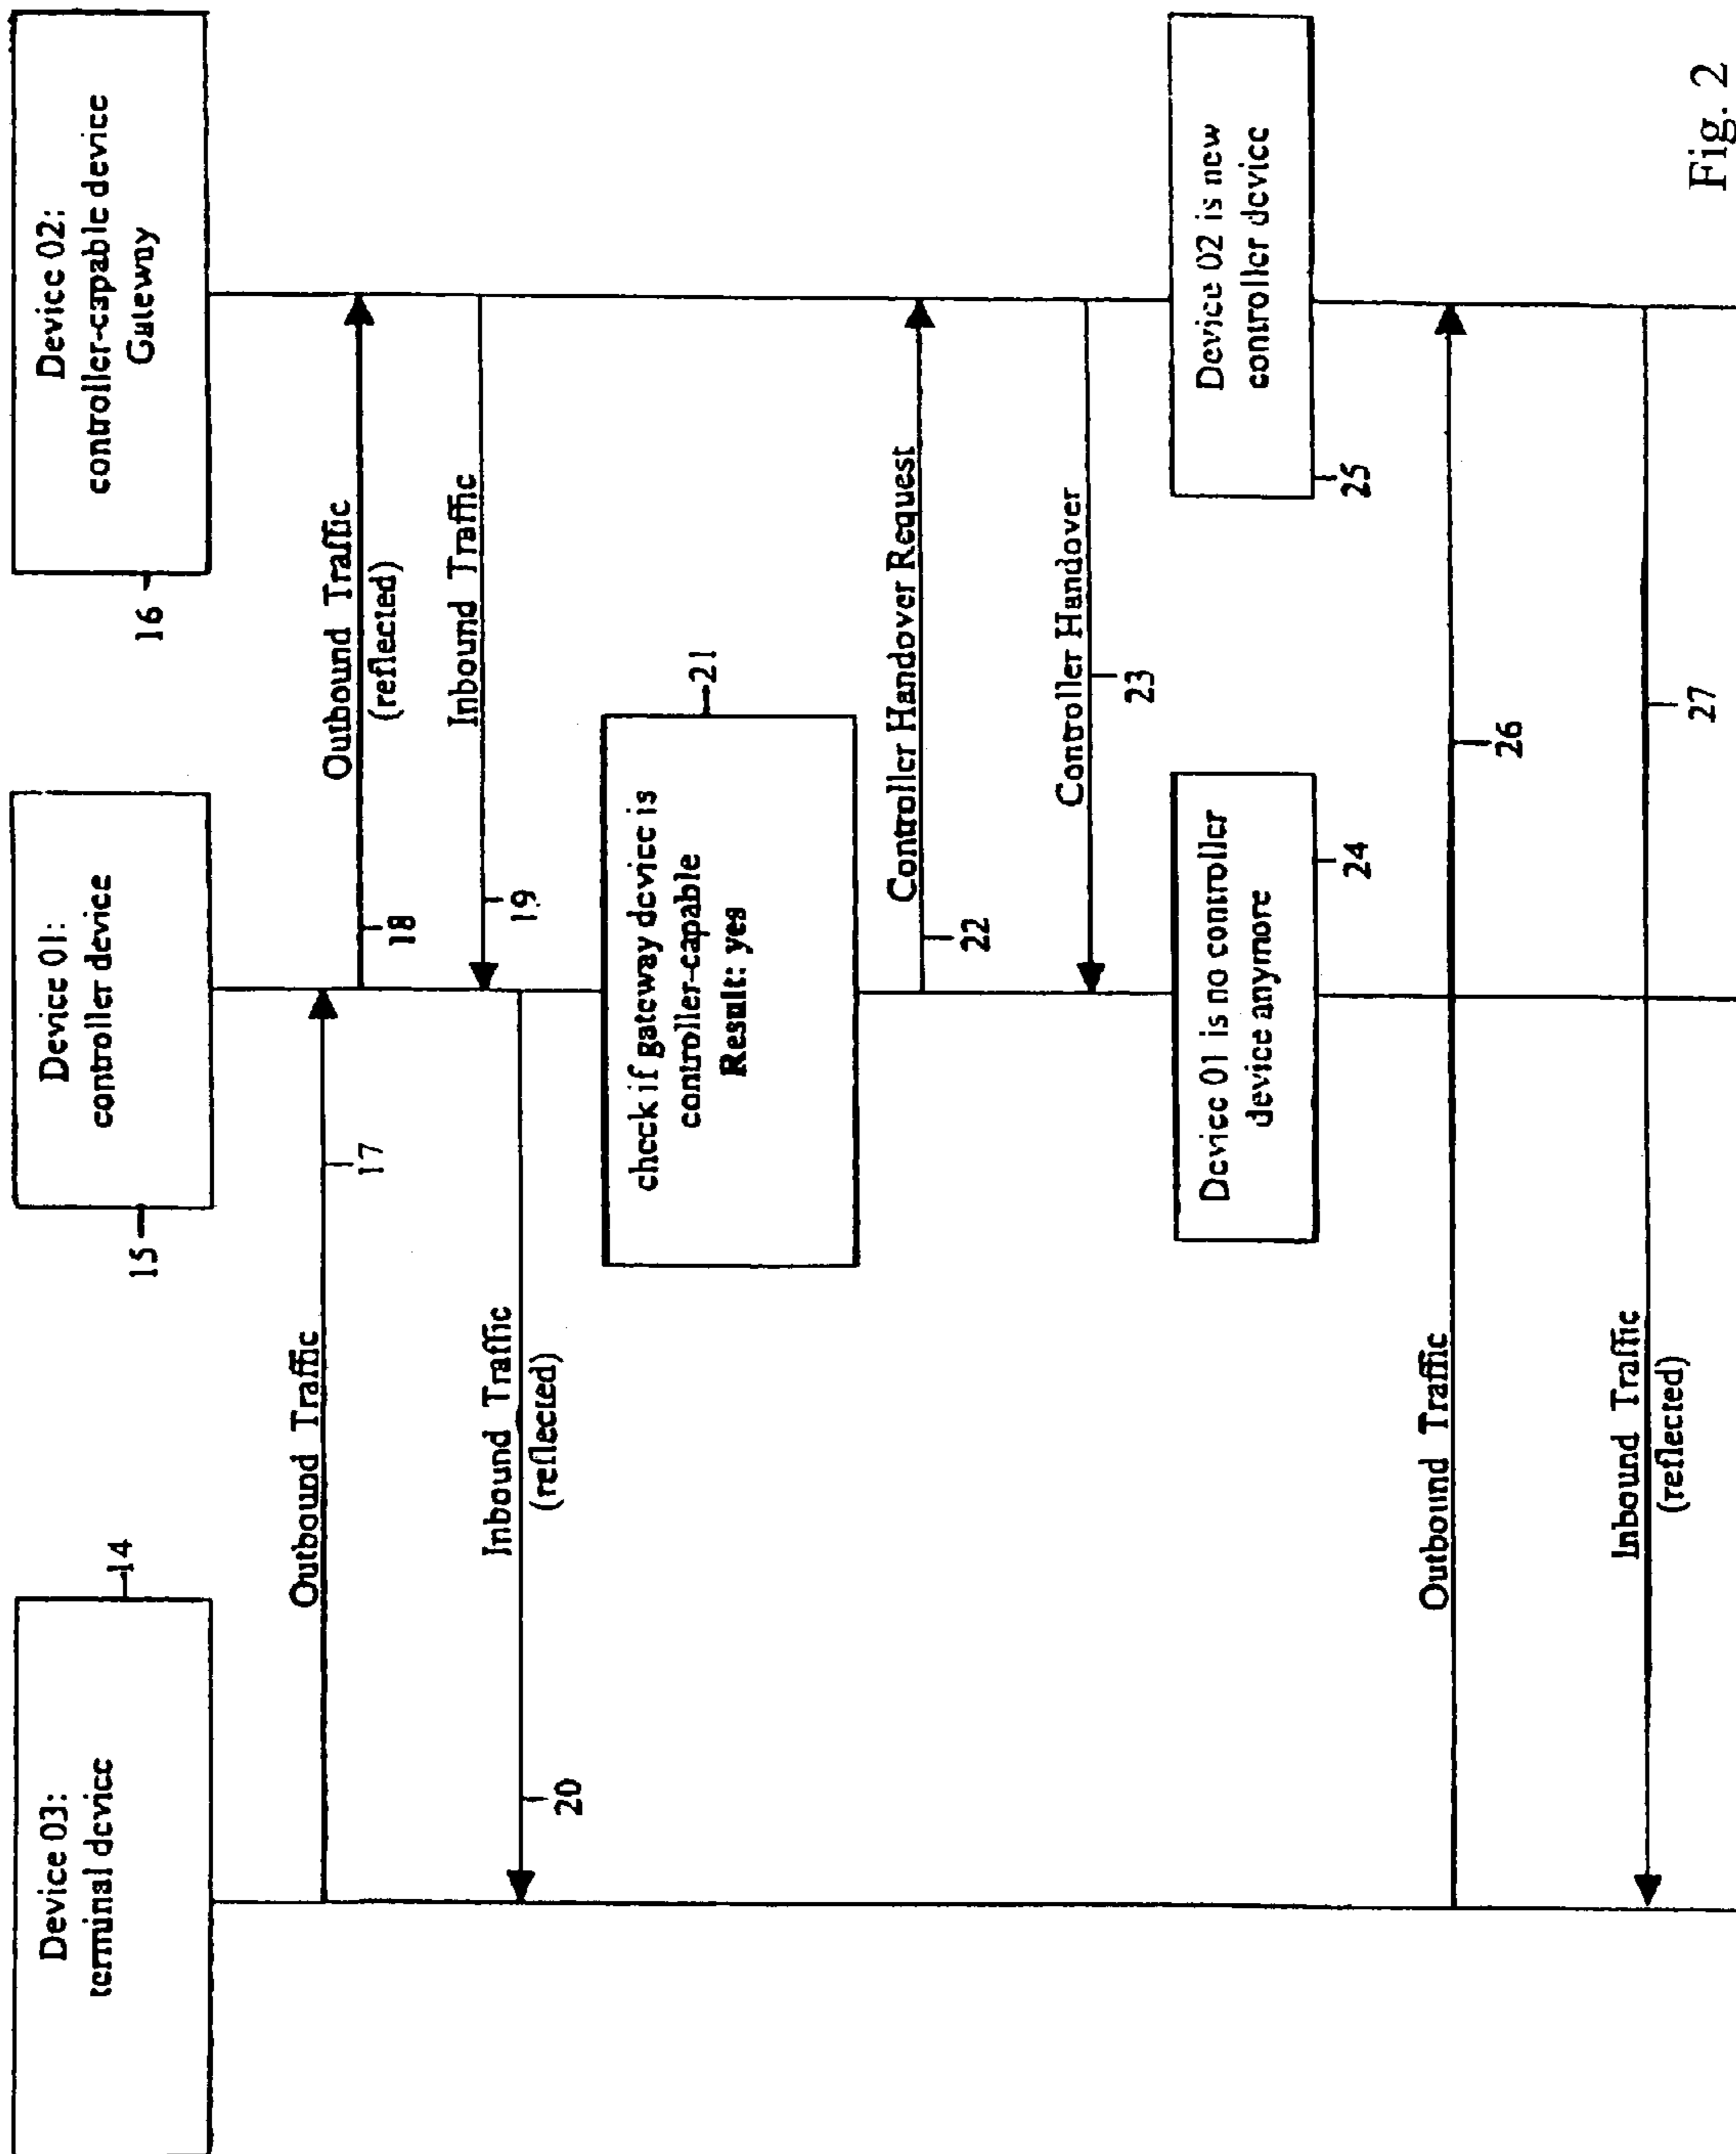 Device 03:
terminal device
14
Device 01:
controller device
15
Device 02:
controller-capable device
Gateway
16
Outbound Traffic
17
Outbound Traffic
(reflected)
18
Inbound Traffic
19
Inbound Traffic
(reflected)
20
check if gateway device is
controller-capable
Result: yes
21
Controller Handover Request
22
Controller Handover
23
Device 01 is no controller
device anymore
24
Device 02 is new
controller device
25
Outbound Traffic
26
Inbound Traffic
(reflected)
27
Fig. 2